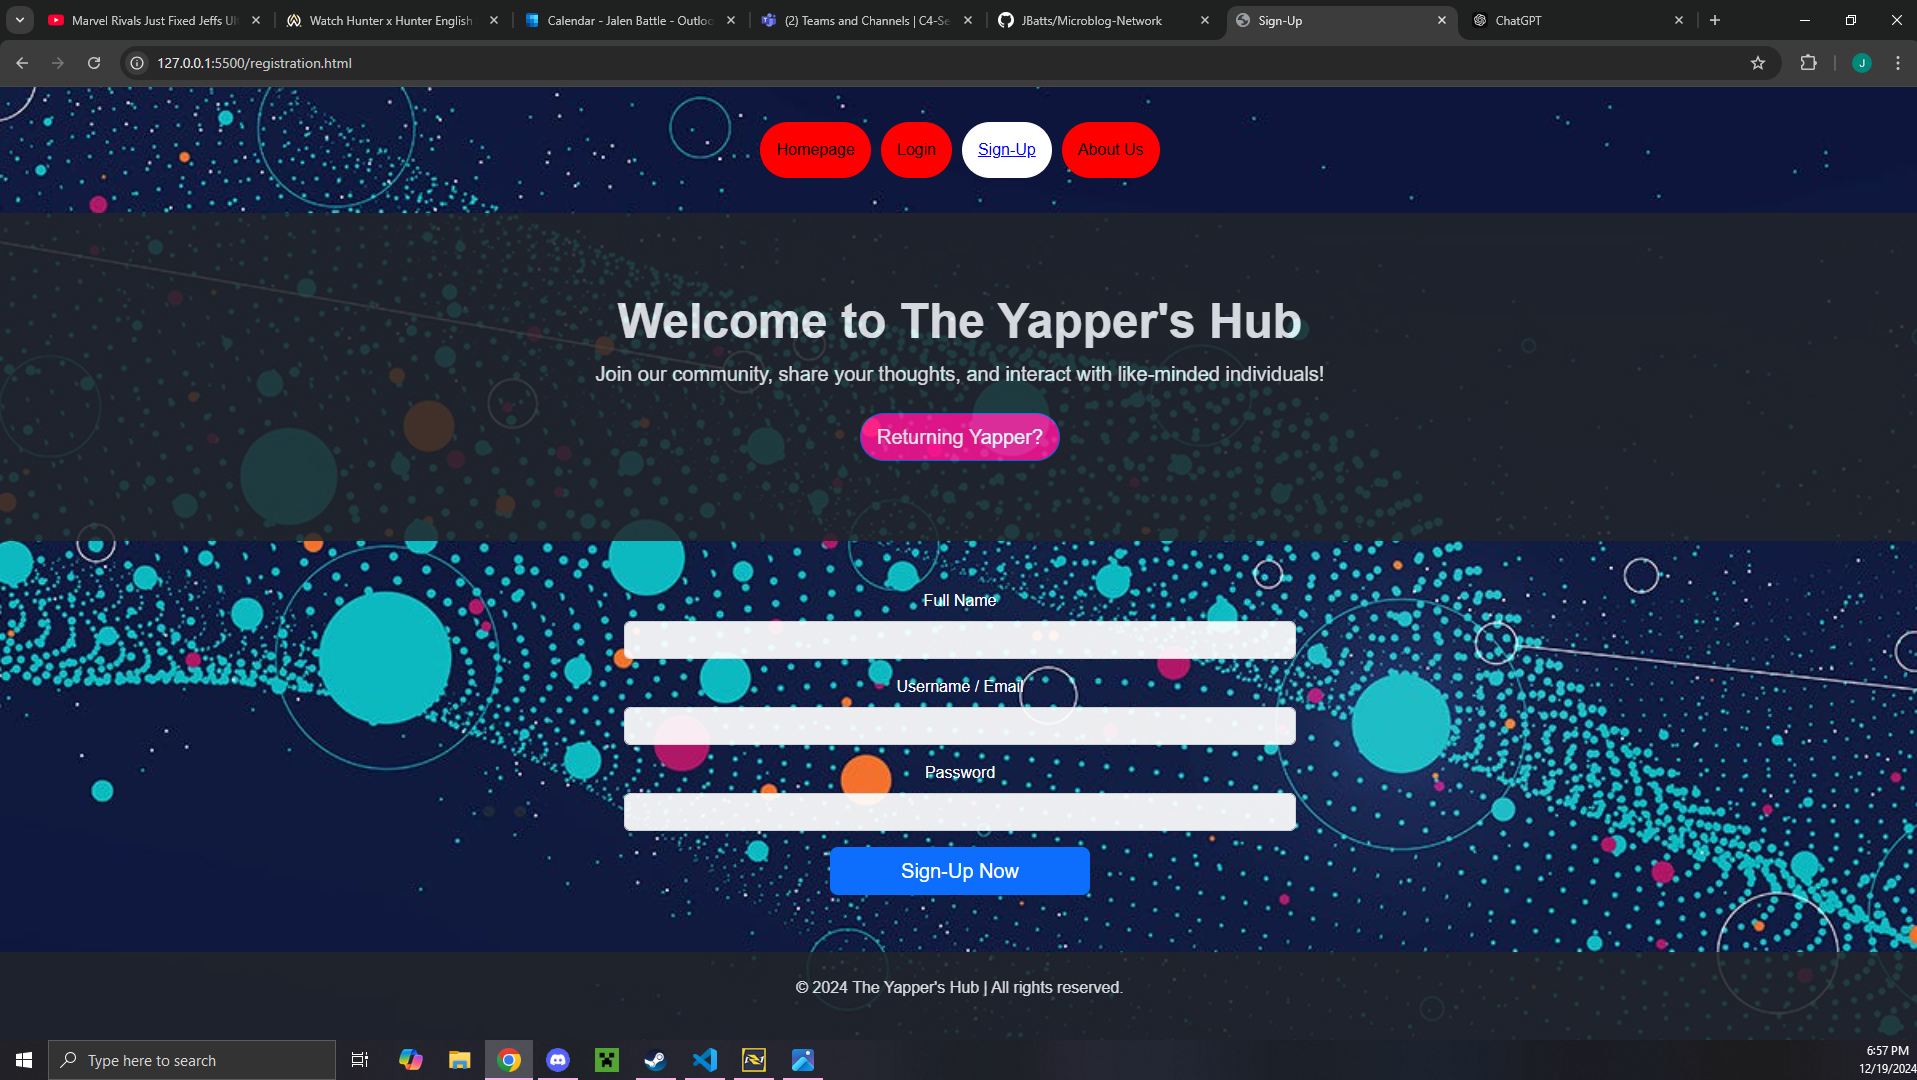 Marvel Rivals Just Fixed Jeffs Ul
Watch Hunter x Hunter English
Calendar - Jalen Battle - Outloo
(2) Teams and Channels | C4-Se
JBatts/Microblog-Network
Sign-Up
ChatGPT
127.0.0.1:5500/registration.html
J
Homepage
Login
Sign-Up
About Us
Welcome to The Yapper's Hub
Join our community, share your thoughts, and interact with like-minded individuals!
Returning Yapper?
Full Name
Username / Email
Password
Sign-Up Now
© 2024 The Yapper's Hub | All rights reserved.
Type here to search
6:57 PM
12/19/2024